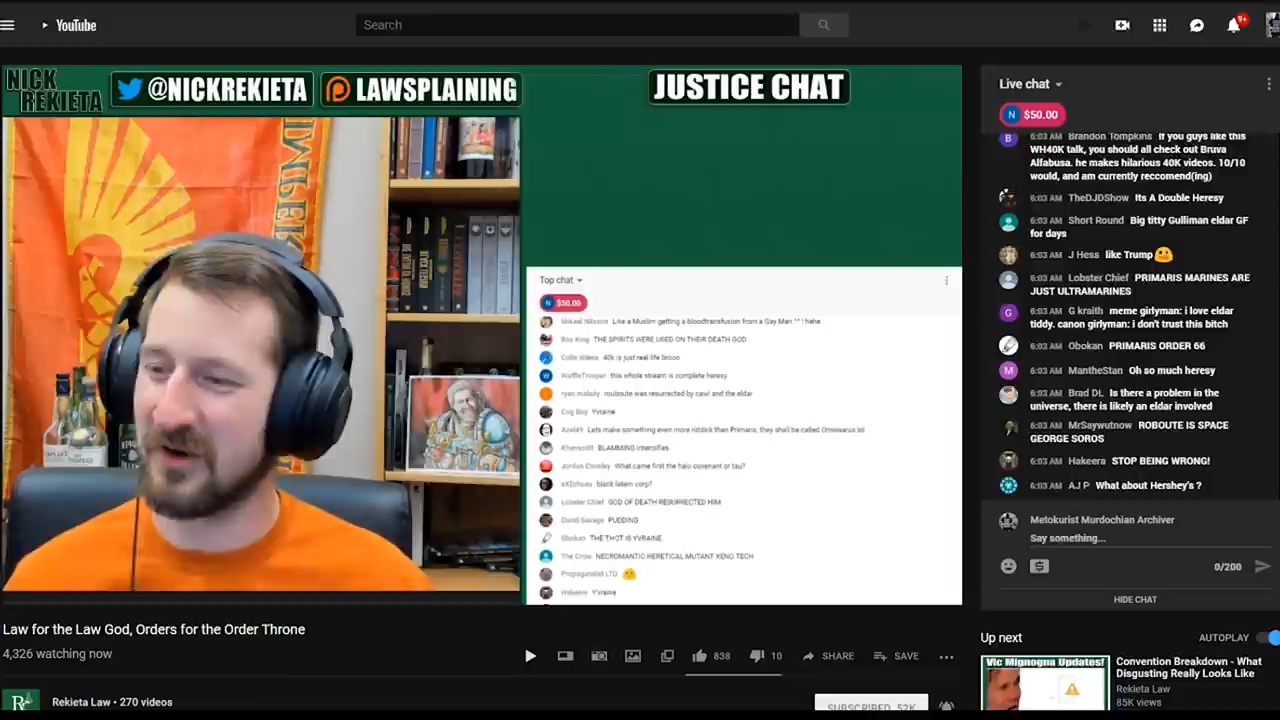 YouTube
Search
9+
NICK
REKIETA
@NICKREKIETA
LAWSPLAINING
JUSTICE CHAT
IMPER
Top chat
N $50.00
Mikael Nilsson Like a Muslim getting a bloodtransfusion from a Gay Man ^^ ! hehe
Boo King THE SPIRITS WERE USED ON THEIR DEATH GOD
40k is just real life brooo
WaffleTrooper this whole stream is complete heresy
ryan malady rouboute was resurrected by cawl and the eldar
Cog Boy Yvraine
Azel49 Lets make something even more riddick than Primaris, they shall be called
BLAMMING intensifies
Jordan What came first the halo covenant or tau?
xXEchoes black latern corp?
Lobster Chief GOD OF DEATH RESURRECTED HIM
David Savage PUDDING
Obokan THE THOT IS YVRAINE
The Crow NECROMANTIC HERETICAL MUTANT XENO TECH
Propagandist LTD
Hakeera Yvraine
Live chat
N $50.00
B 6:03 AM Brandon Tompkins If you guys like this
WH40K talk, you should all check out Bruva
Alfabusa. he makes hilarious 40K videos. 10/10
would, and am currently reccomend(ing)
6:03 AM TheDJDShow Its A Double Heresy
6:03 AM Short Round Big titty Gulliman eldar GF
for days
6:03 AM J Hess like Trump
6:03 AM Lobster Chief PRIMARIS MARINES ARE
JUST ULTRAMARINES
G 6:03 AM G kraith meme girlyman: i love eldar
tiddy. canon girlyman: i don't trust this bitch
6:03 AM Obokan PRIMARIS ORDER 66
M 6:03 AM MantheStan Oh so much heresy
6:03 AM Brad DL Is there a problem in the
universe, there is likely an eldar involved
6:03 AM MrSaywutnow ROBOUTE IS SPACE
GEORGE SOROS
6:03 AM Hakeera STOP BEING WRONG!
6:03 AM A.J P What about Hershey's ?
Metokurist Murdochian Archiver
Say something...
0/200
HIDE CHAT
Law for the Law God, Orders for the Order Throne
4,326 watching now
838
10
SHARE
SAVE
Rekieta Law • 270 videos
SUBSCRIBED 52K
Up next
AUTOPLAY
Vic Mignogna Updates!
Convention Breakdown - What
Disgusting Really Looks Like
Rekieta Law
85K views